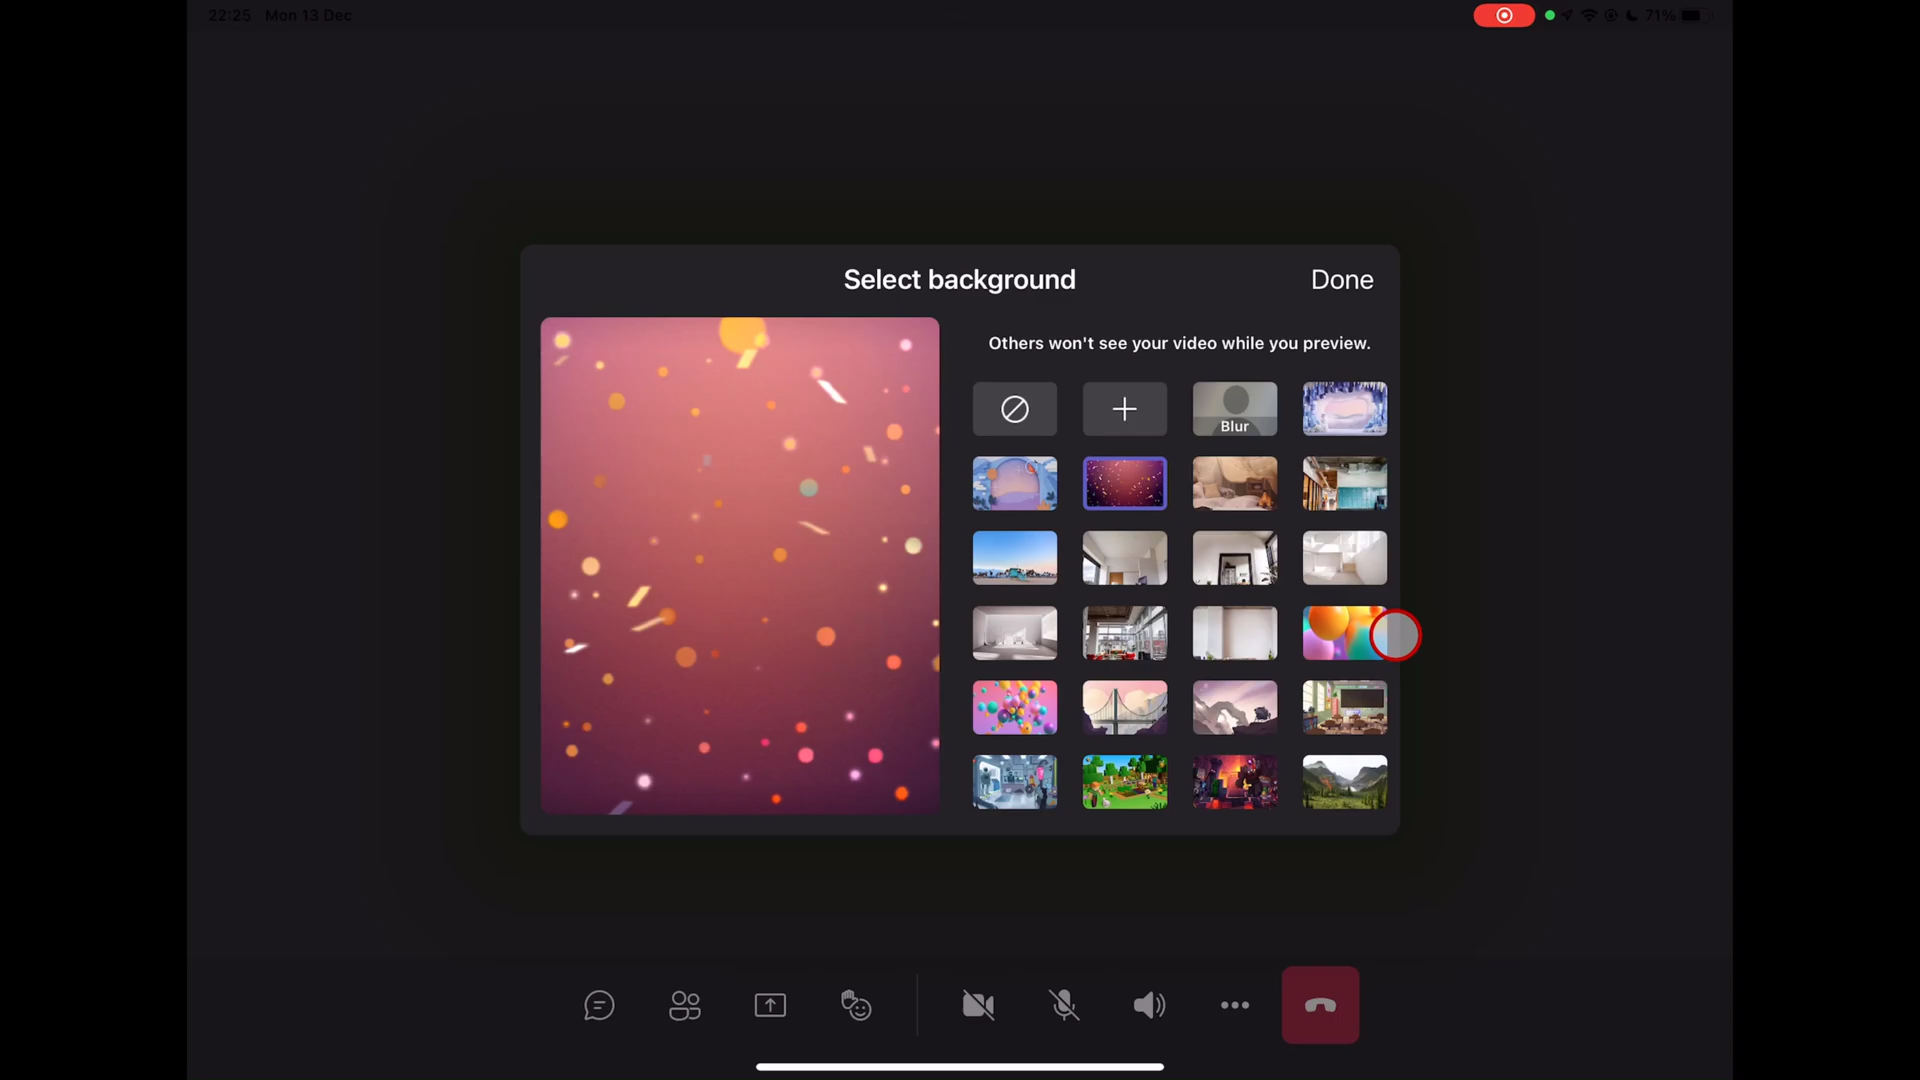 22:25 Mon 13 Dec
71%
Select background
Done
Others won't see your video while you preview.
Blur